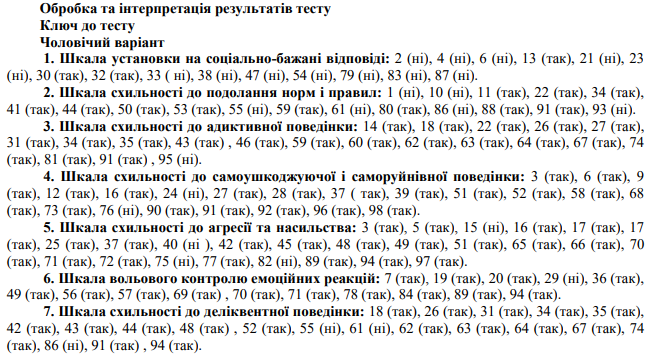 Обробка та інтерпретація результатів тесту
Ключ до тесту
Чоловічий варіант
1. Шкала установки на соціально-бажані відповіді: 2 (ні), 4 (ні), 6 (ні), 13 (так), 21 (ні), 23
(ні), 30 (так), 32 (так), 33 ( ні), 38 (ні), 47 (ні), 54 (ні), 79 (ні), 83 (ні), 87 (ні).
2. Шкала схильності до подолання норм і правил: 1 (ні), 10 (ні), 11 (так), 22 (так), 34 (так),
41 (так), 44 (так), 50 (так), 53 (так), 55 (ні), 59 (так), 61 (ні), 80 (так), 86 (ні), 88 (так), 91 (так), 93 (ні).
3. Шкала схильності до адиктивної поведінки: 14 (так), 18 (так), 22 (так), 26 (так), 27 (так),
31 (так), 34 (так), 35 (так), 43 (так) , 46 (так), 59 (так), 60 (так), 62 (так), 63 (так), 64 (так), 67 (так), 74
(так), 81 (так), 91 (так) , 95 (ні).
4. Шкала схильності до самоушкоджуючої і саморуйнівної поведінки: 3 (так), 6 (так), 9
(так), 12 (так), 16 (так), 24 (ні), 27 (так), 28 (так), 37 ( так), 39 (так), 51 (так), 52 (так), 58 (так), 68
(так), 73 (так), 76 (ні), 90 (так), 91 (так), 92 (так), 96 (так), 98 (так).
5. Шкала схильності до агресії та насильства: 3 (так), 5 (так), 15 (ні), 16 (так), 17 (так), 17
(так), 25 (так), 37 (так), 40 (ні ), 42 (так), 45 (так), 48 (так), 49 (так), 51 (так), 65 (так), 66 (так), 70
(так), 71 (так), 72 (так), 75 (ні), 77 (так), 82 (ні), 89 (так), 94 (так), 97 (так).
6. Шкала вольового контролю емоційних реакцій: 7 (так), 19 (так), 20 (так), 29 (ні), 36 (так),
49 (так), 56 (так), 57 (так), 69 (так) , 70 (так), 71 (так), 78 (так), 84 (так), 89 (так), 94 (так).
7. Шкала схильності до деліквентної поведінки: 18 (так), 26 (так), 31 (так), 34 (так), 35 (так),
42 (так), 43 (так), 44 (так), 48 (так) , 52 (так), 55 (ні), 61 (ні), 62 (так), 63 (так), 64 (так), 67 (так), 74
(так), 86 (ні), 91 (так) , 94 (так).